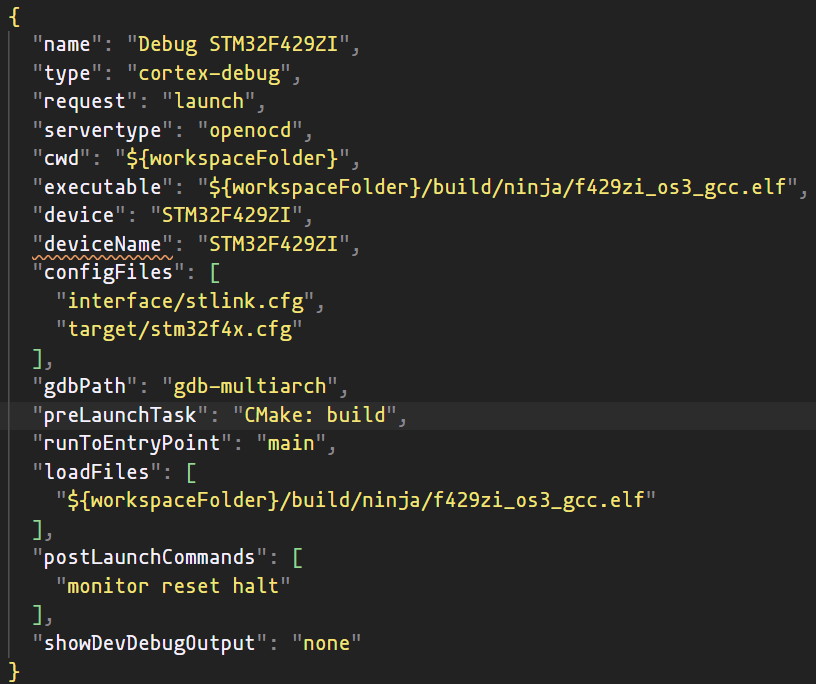 {
"name": "Debug STM32F429ZI",
"type": "cortex-debug",
"request": "launch",
"servertype": "openocd",
"cwd": "${workspaceFolder}",
"executable": "${workspaceFolder}/build/ninja/f429zi_os3_gcc.elf",
"device": "STM32F429ZI",
"deviceName": "STM32F429ZI",
"configFiles": [
"interface/stlink.cfg",
"target/stm32f4x.cfg"
],
"gdbPath": "gdb-multiarch",
"preLaunchTask": "CMake: build",
"runToEntryPoint": "main",
"loadFiles": [
"${workspaceFolder}/build/ninja/f429zi_os3_gcc.elf"
],
"postLaunchCommands": [
"monitor reset halt"
],
"showDevDebugOutput": "none"
}